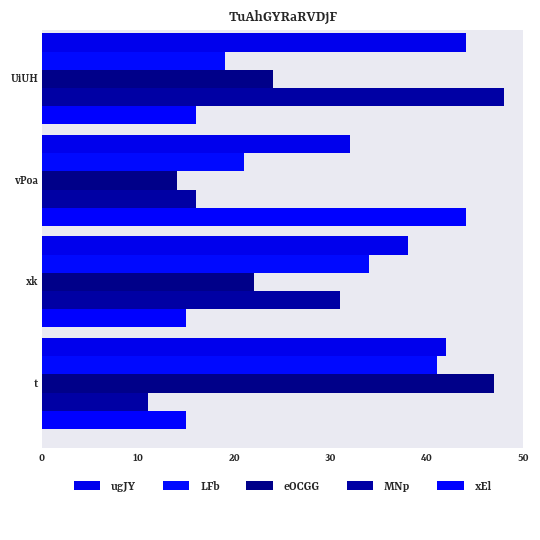 TuAhGYRaRVDjF
UiUH
vPoa
xk
t
0 10 20 30 40 50
ugJY LFb eOCGG MNp xEl